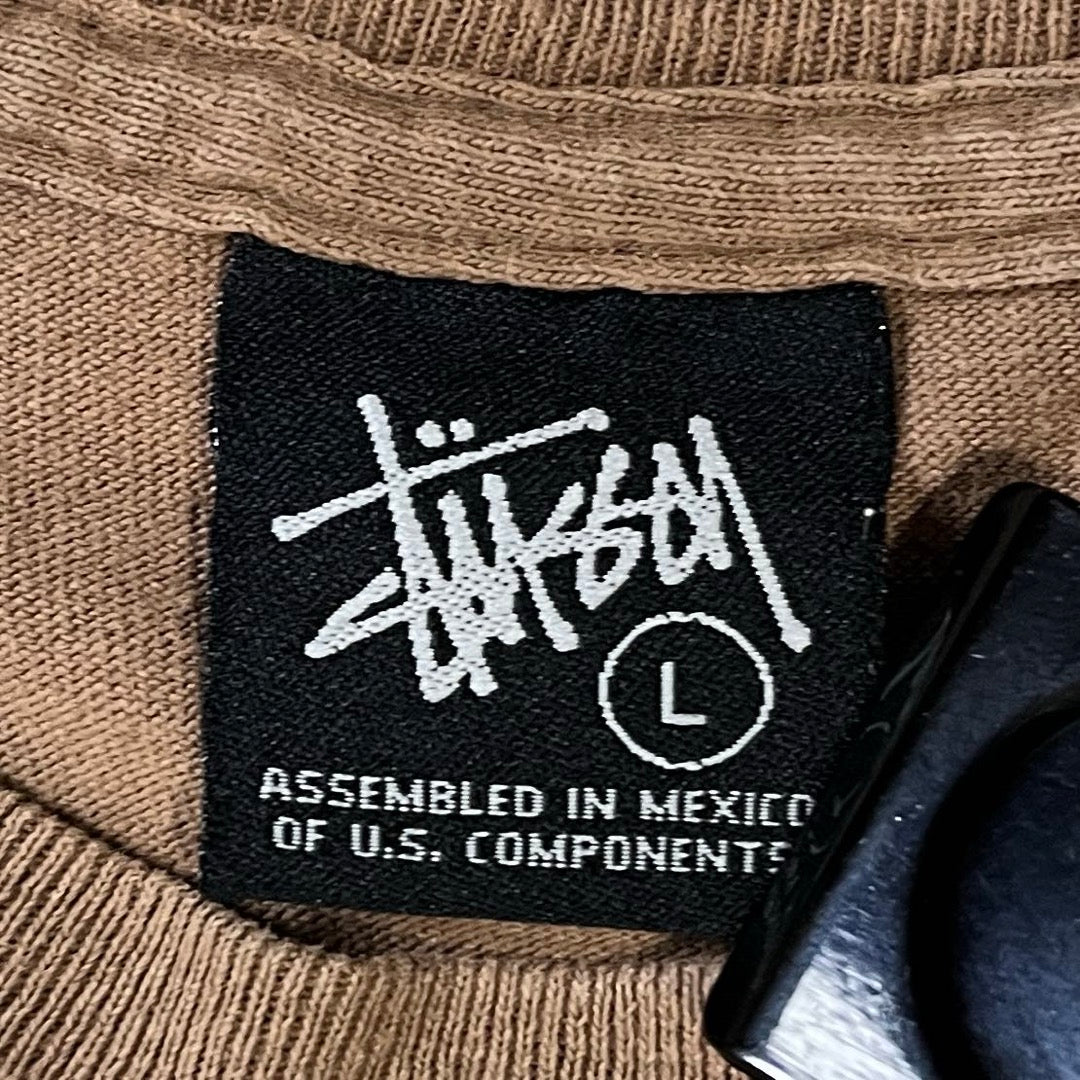 Stüssy
L
ASSEMBLED IN MEXICO
OF U.S. COMPONENTS